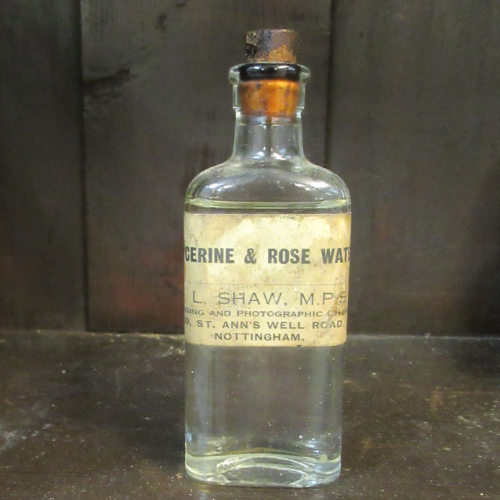 CERINE & ROSE WAT
L. SHAW, M.P.S
AND PHOTOGRAPHIC
ST. ANN'S WELL ROAD
NOTTINGHAM.